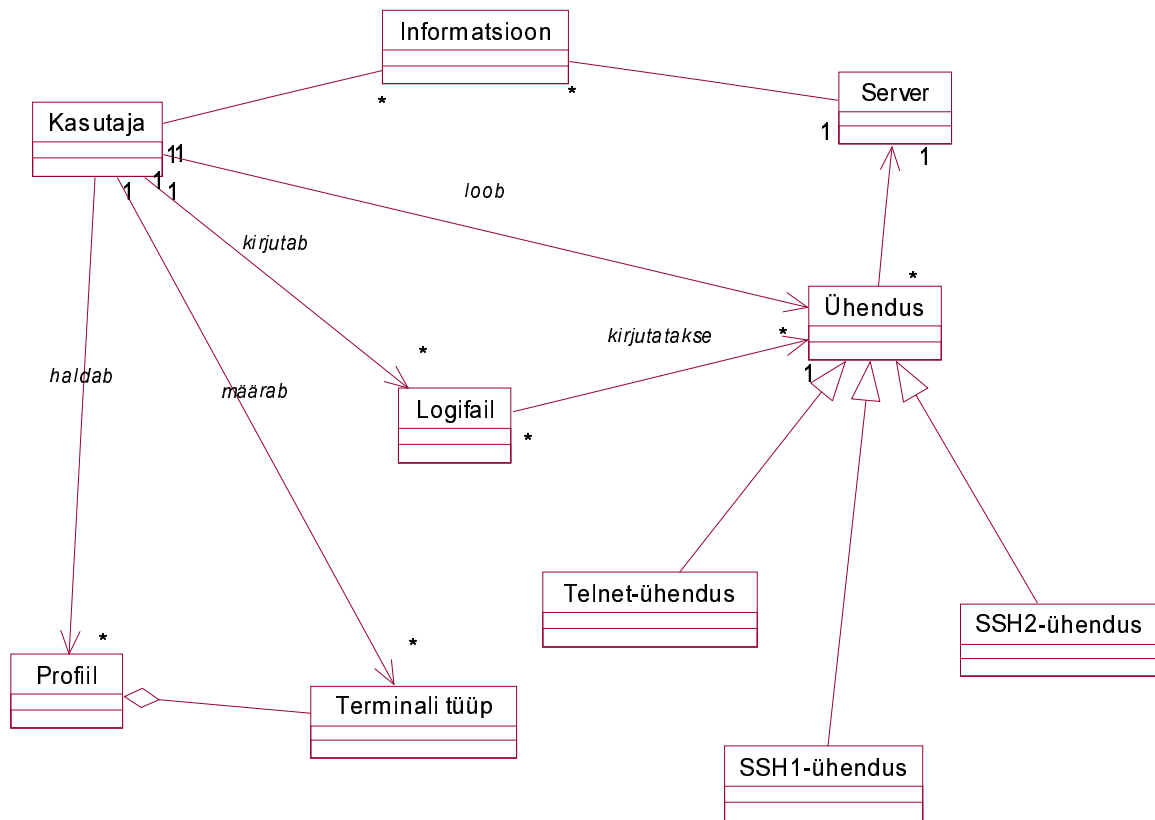 Informatsioon
*
*
Server
1
1
Kasutaja
11
1
1
1
loob
kirjutab
*
Ühendus
*
1
kirjutatakse
haldab
määrab
*
Logifail
*
Telnet-ühendus
SSH2-ühendus
*
Profiil
*
Terminali tüüp
SSH1-ühendus